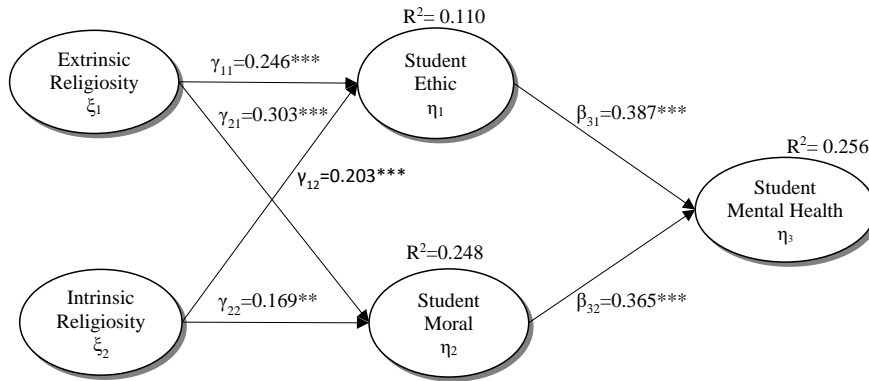 R²= 0.110
Extrinsic
Religiosity
ξ₁
γ₁₁=0.246***
Student
Ethic
η₁
γ₂₁=0.303***
β₃₁=0.387***
R²= 0.256
γ₁₂=0.203***
Student
Mental Health
η₃
R²=0.248
Intrinsic
Religiosity
ξ₂
γ₂₂=0.169**
Student
Moral
η₂
β₃₂=0.365***